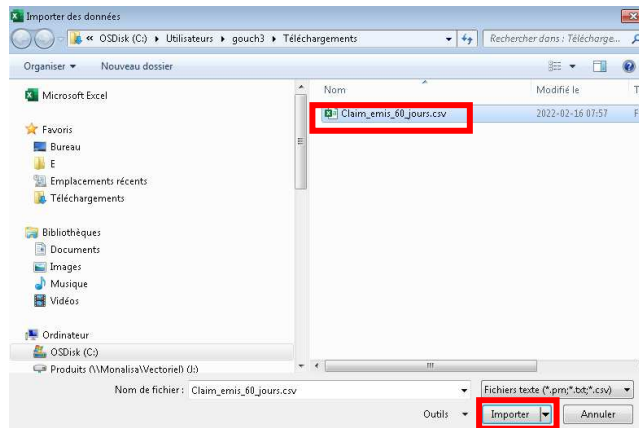 Importer des données
« OSDisk (C:) ▸ Utilisateurs ▸ gouch3 ▸ Téléchargements
Rechercher dans : Télécharge...
Organiser ▾ Nouveau dossier
Microsoft Excel
Favoris
Bureau
E
Emplacements récents
Téléchargements
Bibliothèques
Documents
Images
Musique
Vidéos
Ordinateur
OSDisk (C:)
Produits (\\Monalisa\Vectoriel) (J:)
Nom Modifié le T
Claim_emis_60_jours.csv 2022-02-16 07:57 F
Nom de fichier : Claim_emis_60_jours.csv
Fichiers texte (*.prn;*.txt;*.csv)
Outils Importer Annuler